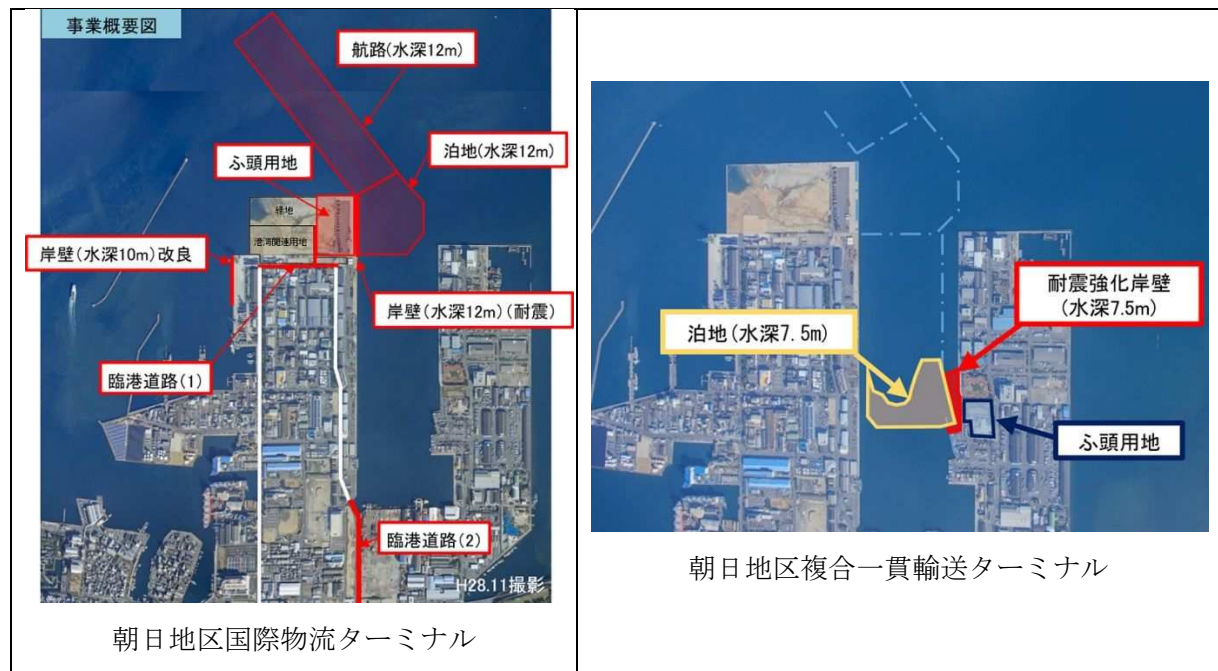 事業概要図
航路(水深12m)
泊地(水深12m)
ふ頭用地
緑地
港湾関連用地
岸壁(水深10m)改良
岸壁(水深12m)(耐震)
臨港道路(1)
臨港道路(2)
H28.11撮影
朝日地区国際物流ターミナル
耐震強化岸壁
(水深7.5m)
泊地(水深7.5m)
ふ頭用地
朝日地区複合一貫輸送ターミナル